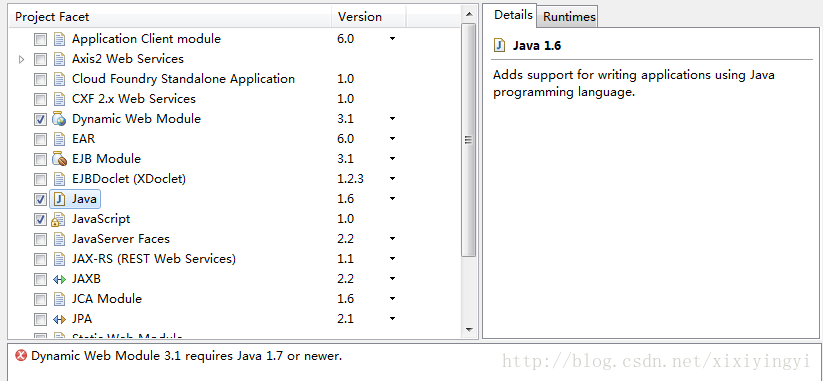 Project Facet Version
Application Client module 6.0
Axis2 Web Services
Cloud Foundry Standalone Application 1.0
CXF 2.x Web Services 1.0
Dynamic Web Module 3.1
EAR 6.0
EJB Module 3.1
EJBDoclet (XDoclet) 1.2.3
Java 1.6
JavaScript 1.0
JavaServer Faces 2.2
JAX-RS (REST Web Services) 1.1
JAXB 2.2
JCA Module 1.6
JPA 2.1
Static Web Module
Details Runtimes
Java 1.6
Adds support for writing applications using Java
programming language.
Dynamic Web Module 3.1 requires Java 1.7 or newer.
http://blog.csdn.net/xixiyingyi